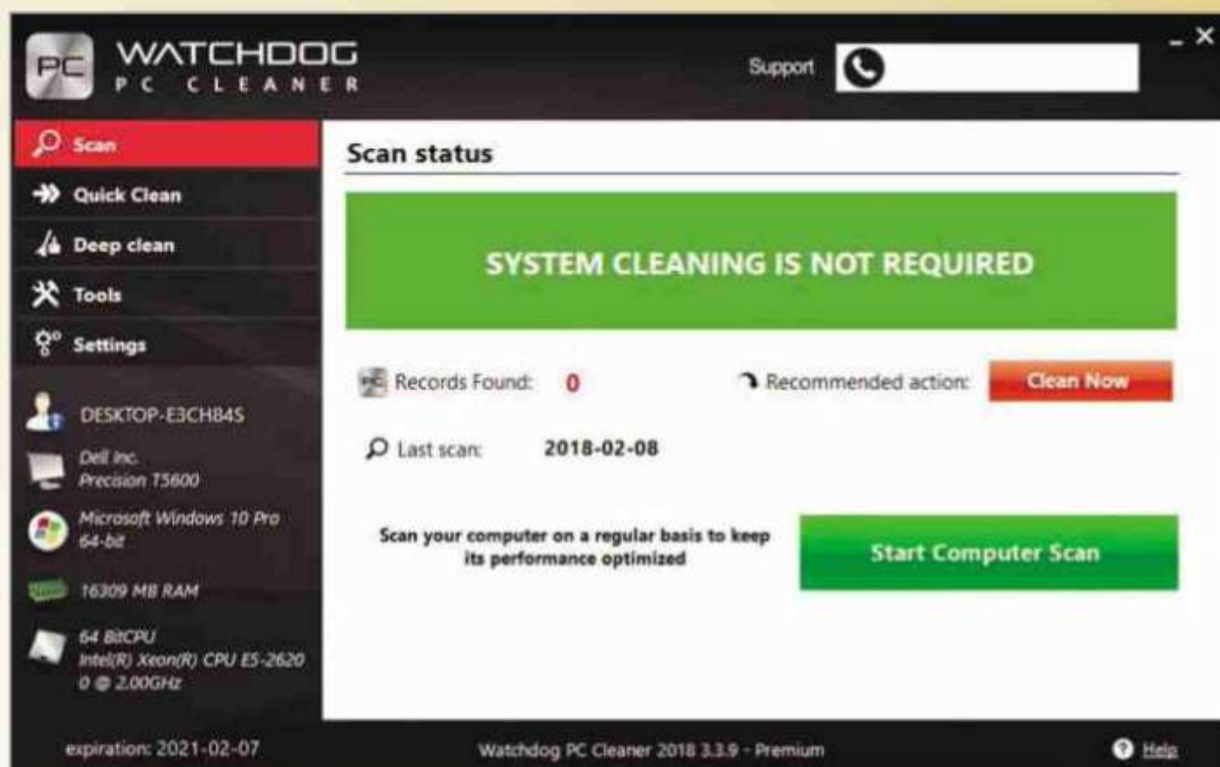 PC WATCHDOG
PC CLEANER
Support
Scan
Quick Clean
Deep clean
Tools
Settings
DESKTOP-E3CH84S
Dell Inc.
Precision T5600
Microsoft Windows 10 Pro
64-bit
16309 MB RAM
64 BitCPU
Intel(R) Xeon(R) CPU E5-2620
0 @ 2.00GHz
expiration: 2021-02-07
Scan status
SYSTEM CLEANING IS NOT REQUIRED
PC Records Found: 0
Recommended action: Clean Now
Last scan: 2018-02-08
Scan your computer on a regular basis to keep
its performance optimized
Start Computer Scan
Watchdog PC Cleaner 2018 3.3.9 - Premium
Help